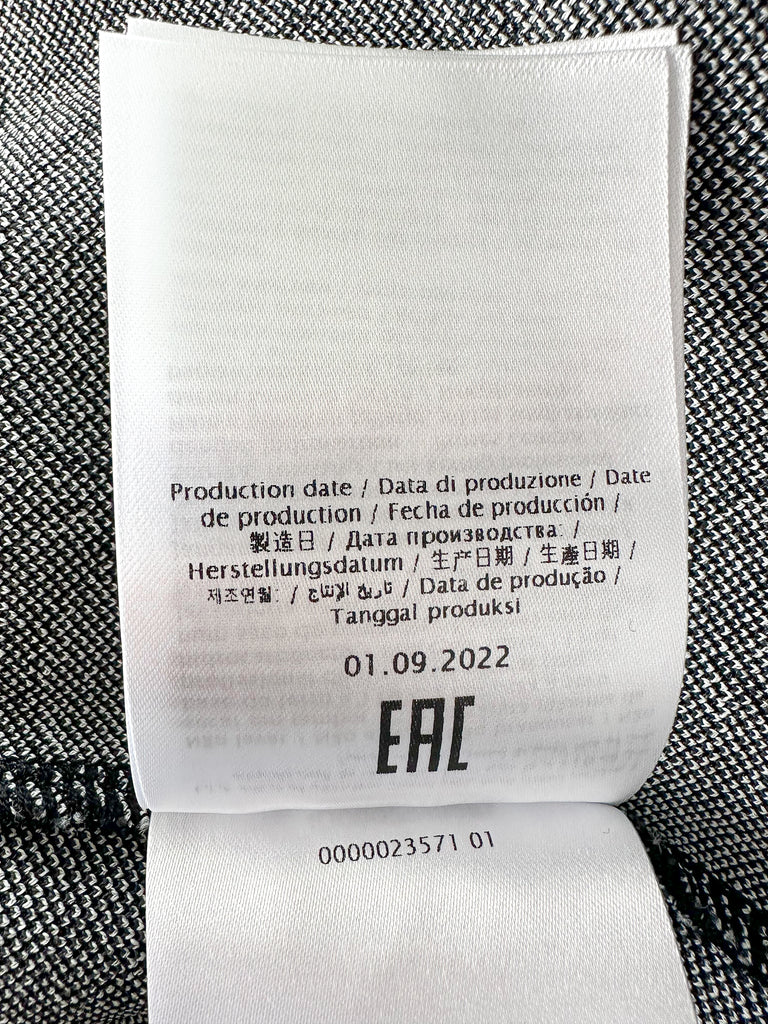 Production date / Data di produzione / Date
de production / Fecha de producción /
製造日 / Дата производства: /
Herstellungsdatum / 生产日期 / 生產日期 /
제조연월: / تاريخ الإنتاج / Data de produção /
Tanggal produksi
01.09.2022
EAC
0000023571 01